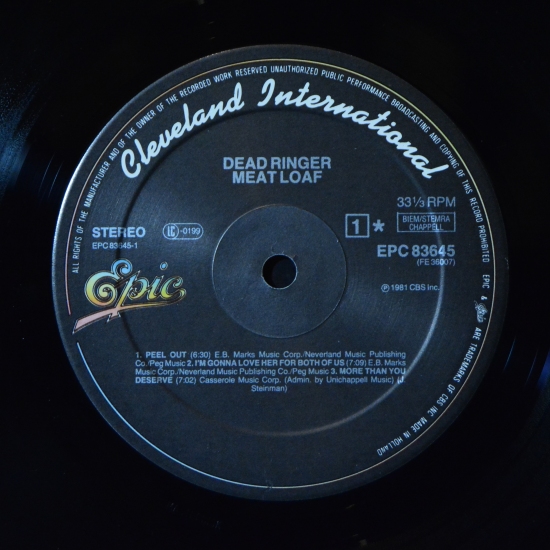 ALL RIGHTS OF THE MANUFACTURER AND OF THE OWNER OF THE RECORDED WORK RESERVED UNAUTHORIZED PUBLIC PERFORMANCE BROADCASTING AND COPYING OF THIS RECORD PROHIBITED EPIC & Epic ARE TRADEMARKS OF CBS INC MADE IN HOLLAND
Cleveland International
DEAD RINGER
MEAT LOAF
33⅓ RPM
STEREO
LC -0199
1 *
BIEM/STEMRA
CHAPPELL
EPC 83645-1
EPC 83645
(FE 36007)
Epic
℗ 1981 CBS Inc.
1. PEEL OUT (6:30) E.B. Marks Music Corp./Neverland Music Publishing
Co./Peg Music 2. I'M GONNA LOVE HER FOR BOTH OF US (7:09) E.B. Marks
Music Corp./Neverland Music Publishing Co./Peg Music 3. MORE THAN YOU
DESERVE (7:02) Casserole Music Corp. (Admin. by Unichappell Music) (J.
Steinman)